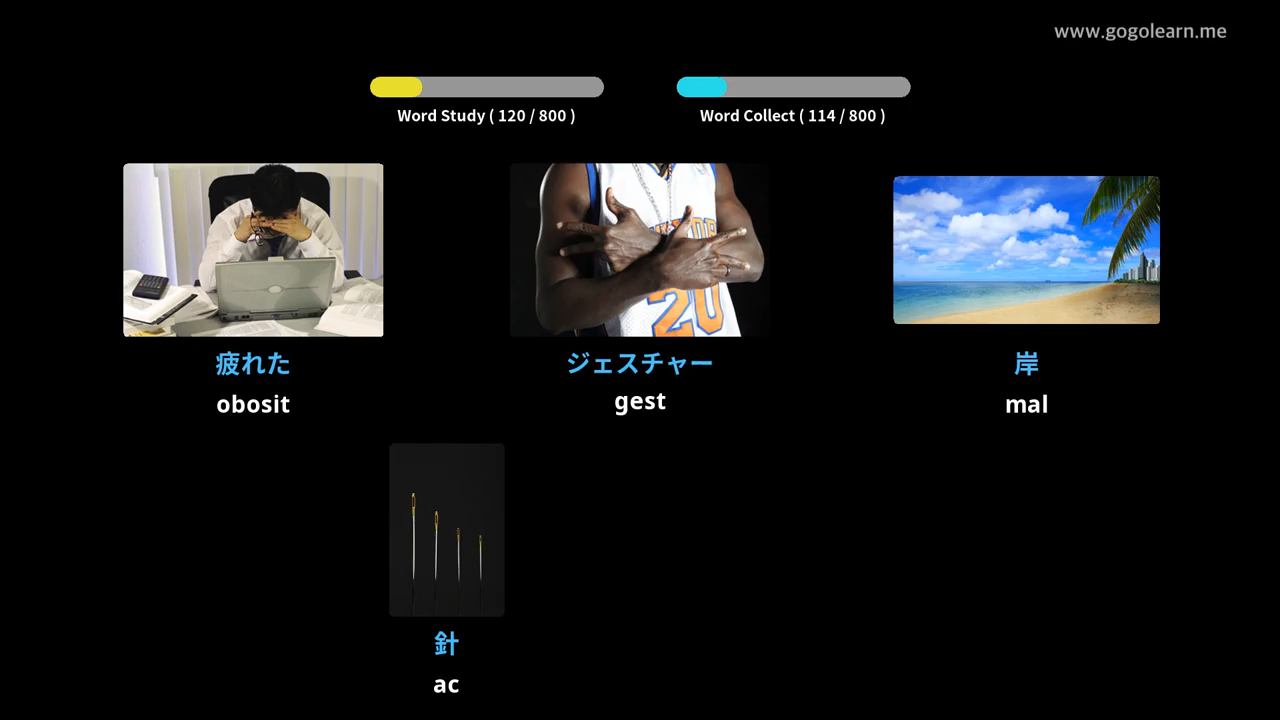 www.gogolearn.me
Word Study ( 120 / 800 )
Word Collect ( 114 / 800 )
20
疲れた
ジェスチャー
岸
obosit
gest
mal
針
ac